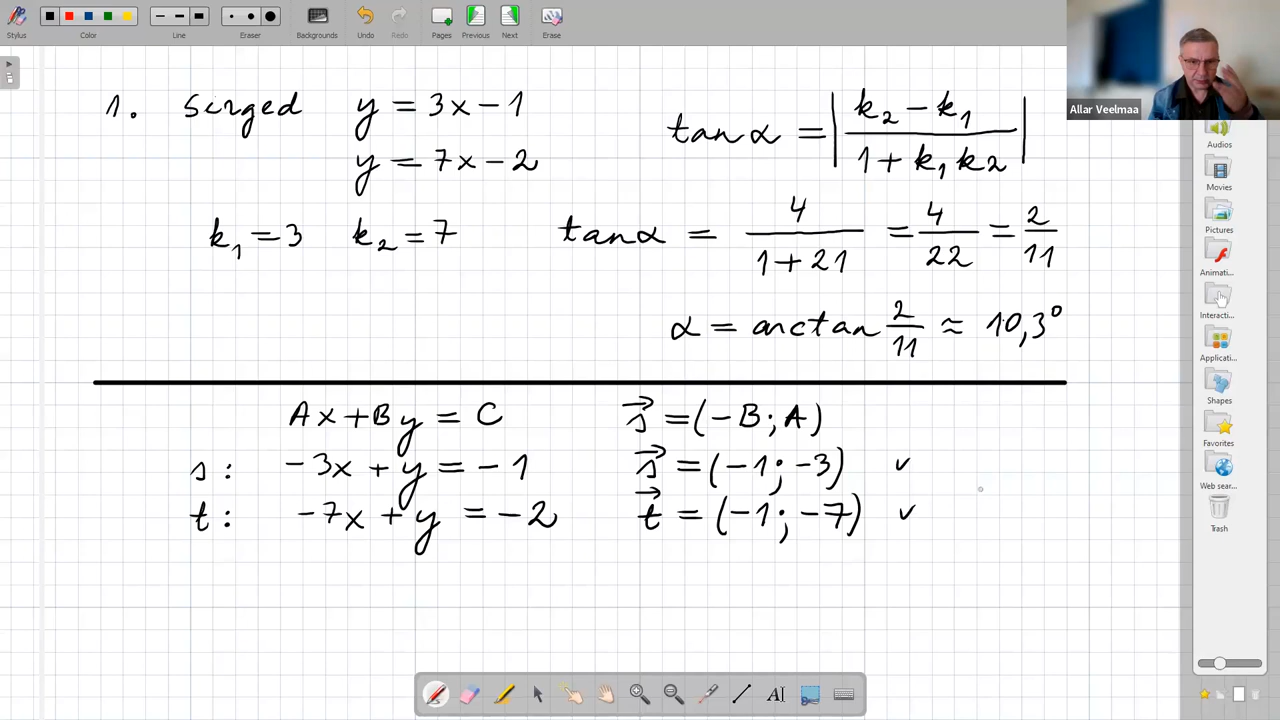 Stylus
Color
Line
Eraser
Backgrounds
Undo
Redo
Pages
Previous
Next
Erase
Allar Veelmaa
1. Sirged y = 3x − 1
y = 7x − 2
tanα = |(k₂ − k₁)/(1 + k₁k₂)|
k₁ = 3 k₂ = 7
tanα = 4/(1 + 21) = 4/22 = 2/11
α = arctan 2/11 ≈ 10,3°
Ax + By = C s⃗ = (−B; A)
s: −3x + y = −1 s⃗ = (−1; −3) ✓
t: −7x + y = −2 t⃗ = (−1; −7) ✓
Audios
Movies
Pictures
Animati...
Interacti...
Applicati...
Shapes
Favorites
Web sear...
Trash
AI